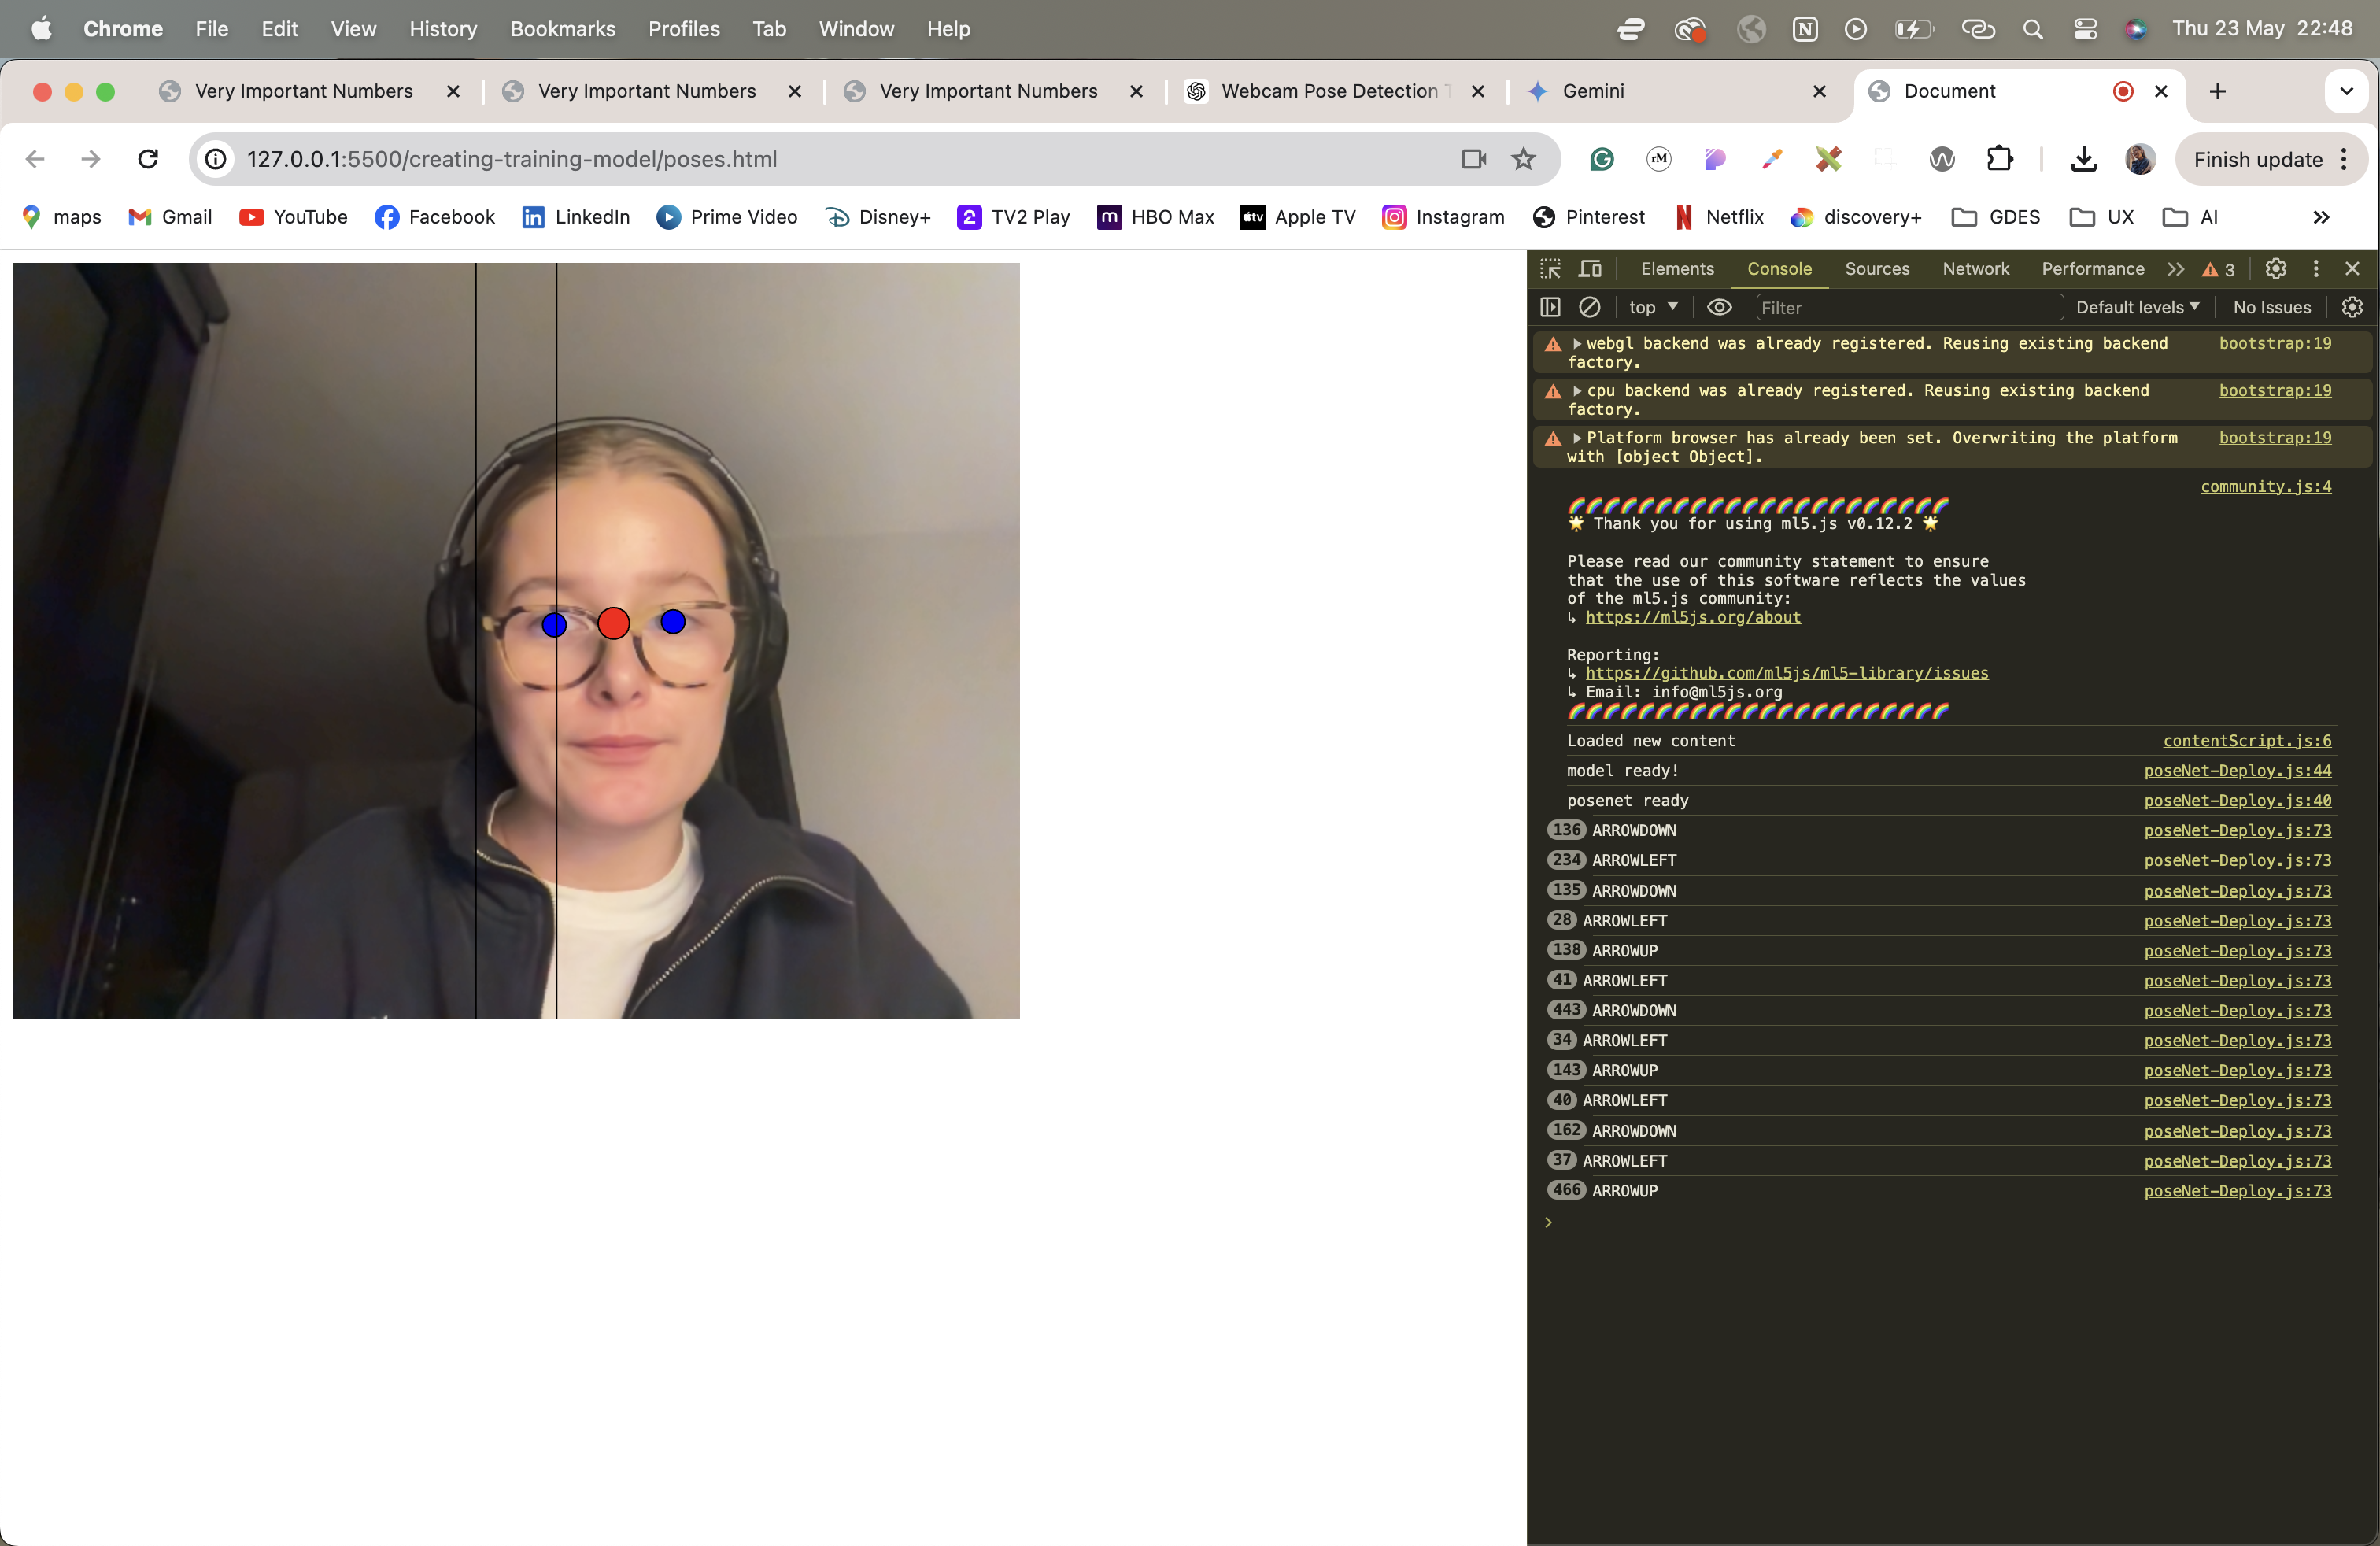 Chrome File Edit View History Bookmarks Profiles Tab Window Help Thu 23 May 22:48
Very Important Numbers Very Important Numbers Very Important Numbers Webcam Pose Detection Gemini Document
127.0.0.1:5500/creating-training-model/poses.html rM Finish update
maps Gmail YouTube Facebook LinkedIn Prime Video Disney+ 2 TV2 Play m HBO Max tv Apple TV Instagram Pinterest Netflix discovery+ GDES UX AI
Elements Console Sources Network Performance 3
top Filter Default levels No Issues
webgl backend was already registered. Reusing existing backend bootstrap:19
factory.
cpu backend was already registered. Reusing existing backend bootstrap:19
factory.
Platform browser has already been set. Overwriting the platform bootstrap:19
with [object Object].
community.js:4
🌈🌈🌈🌈🌈🌈🌈🌈🌈🌈🌈🌈🌈🌈🌈🌈🌈🌈🌈🌈🌈🌈
🌟 Thank you for using ml5.js v0.12.2 🌟
Please read our community statement to ensure
that the use of this software reflects the values
of the ml5.js community:
↳ https://ml5js.org/about
Reporting:
↳ https://github.com/ml5js/ml5-library/issues
↳ Email: info@ml5js.org
🌈🌈🌈🌈🌈🌈🌈🌈🌈🌈🌈🌈🌈🌈🌈🌈🌈🌈🌈🌈🌈🌈
Loaded new content contentScript.js:6
model ready! poseNet-Deploy.js:44
posenet ready poseNet-Deploy.js:40
136 ARROWDOWN poseNet-Deploy.js:73
234 ARROWLEFT poseNet-Deploy.js:73
135 ARROWDOWN poseNet-Deploy.js:73
28 ARROWLEFT poseNet-Deploy.js:73
138 ARROWUP poseNet-Deploy.js:73
41 ARROWLEFT poseNet-Deploy.js:73
443 ARROWDOWN poseNet-Deploy.js:73
34 ARROWLEFT poseNet-Deploy.js:73
143 ARROWUP poseNet-Deploy.js:73
40 ARROWLEFT poseNet-Deploy.js:73
162 ARROWDOWN poseNet-Deploy.js:73
37 ARROWLEFT poseNet-Deploy.js:73
466 ARROWUP poseNet-Deploy.js:73